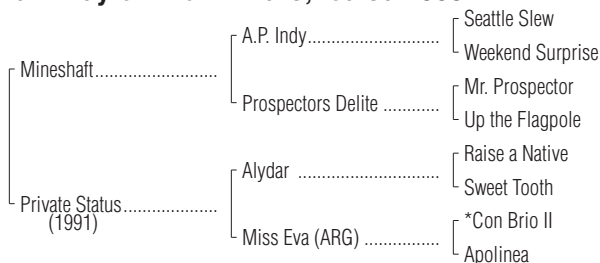 Seattle Slew
A.P. Indy..............................
Weekend Surprise
Mineshaft............................
Mr. Prospector
Prospectors Delite .............
Up the Flagpole
Raise a Native
Alydar .................................
Sweet Tooth
Private Status......................
(1991)
*Con Brio II
Miss Eva (ARG) .................
Apolinea